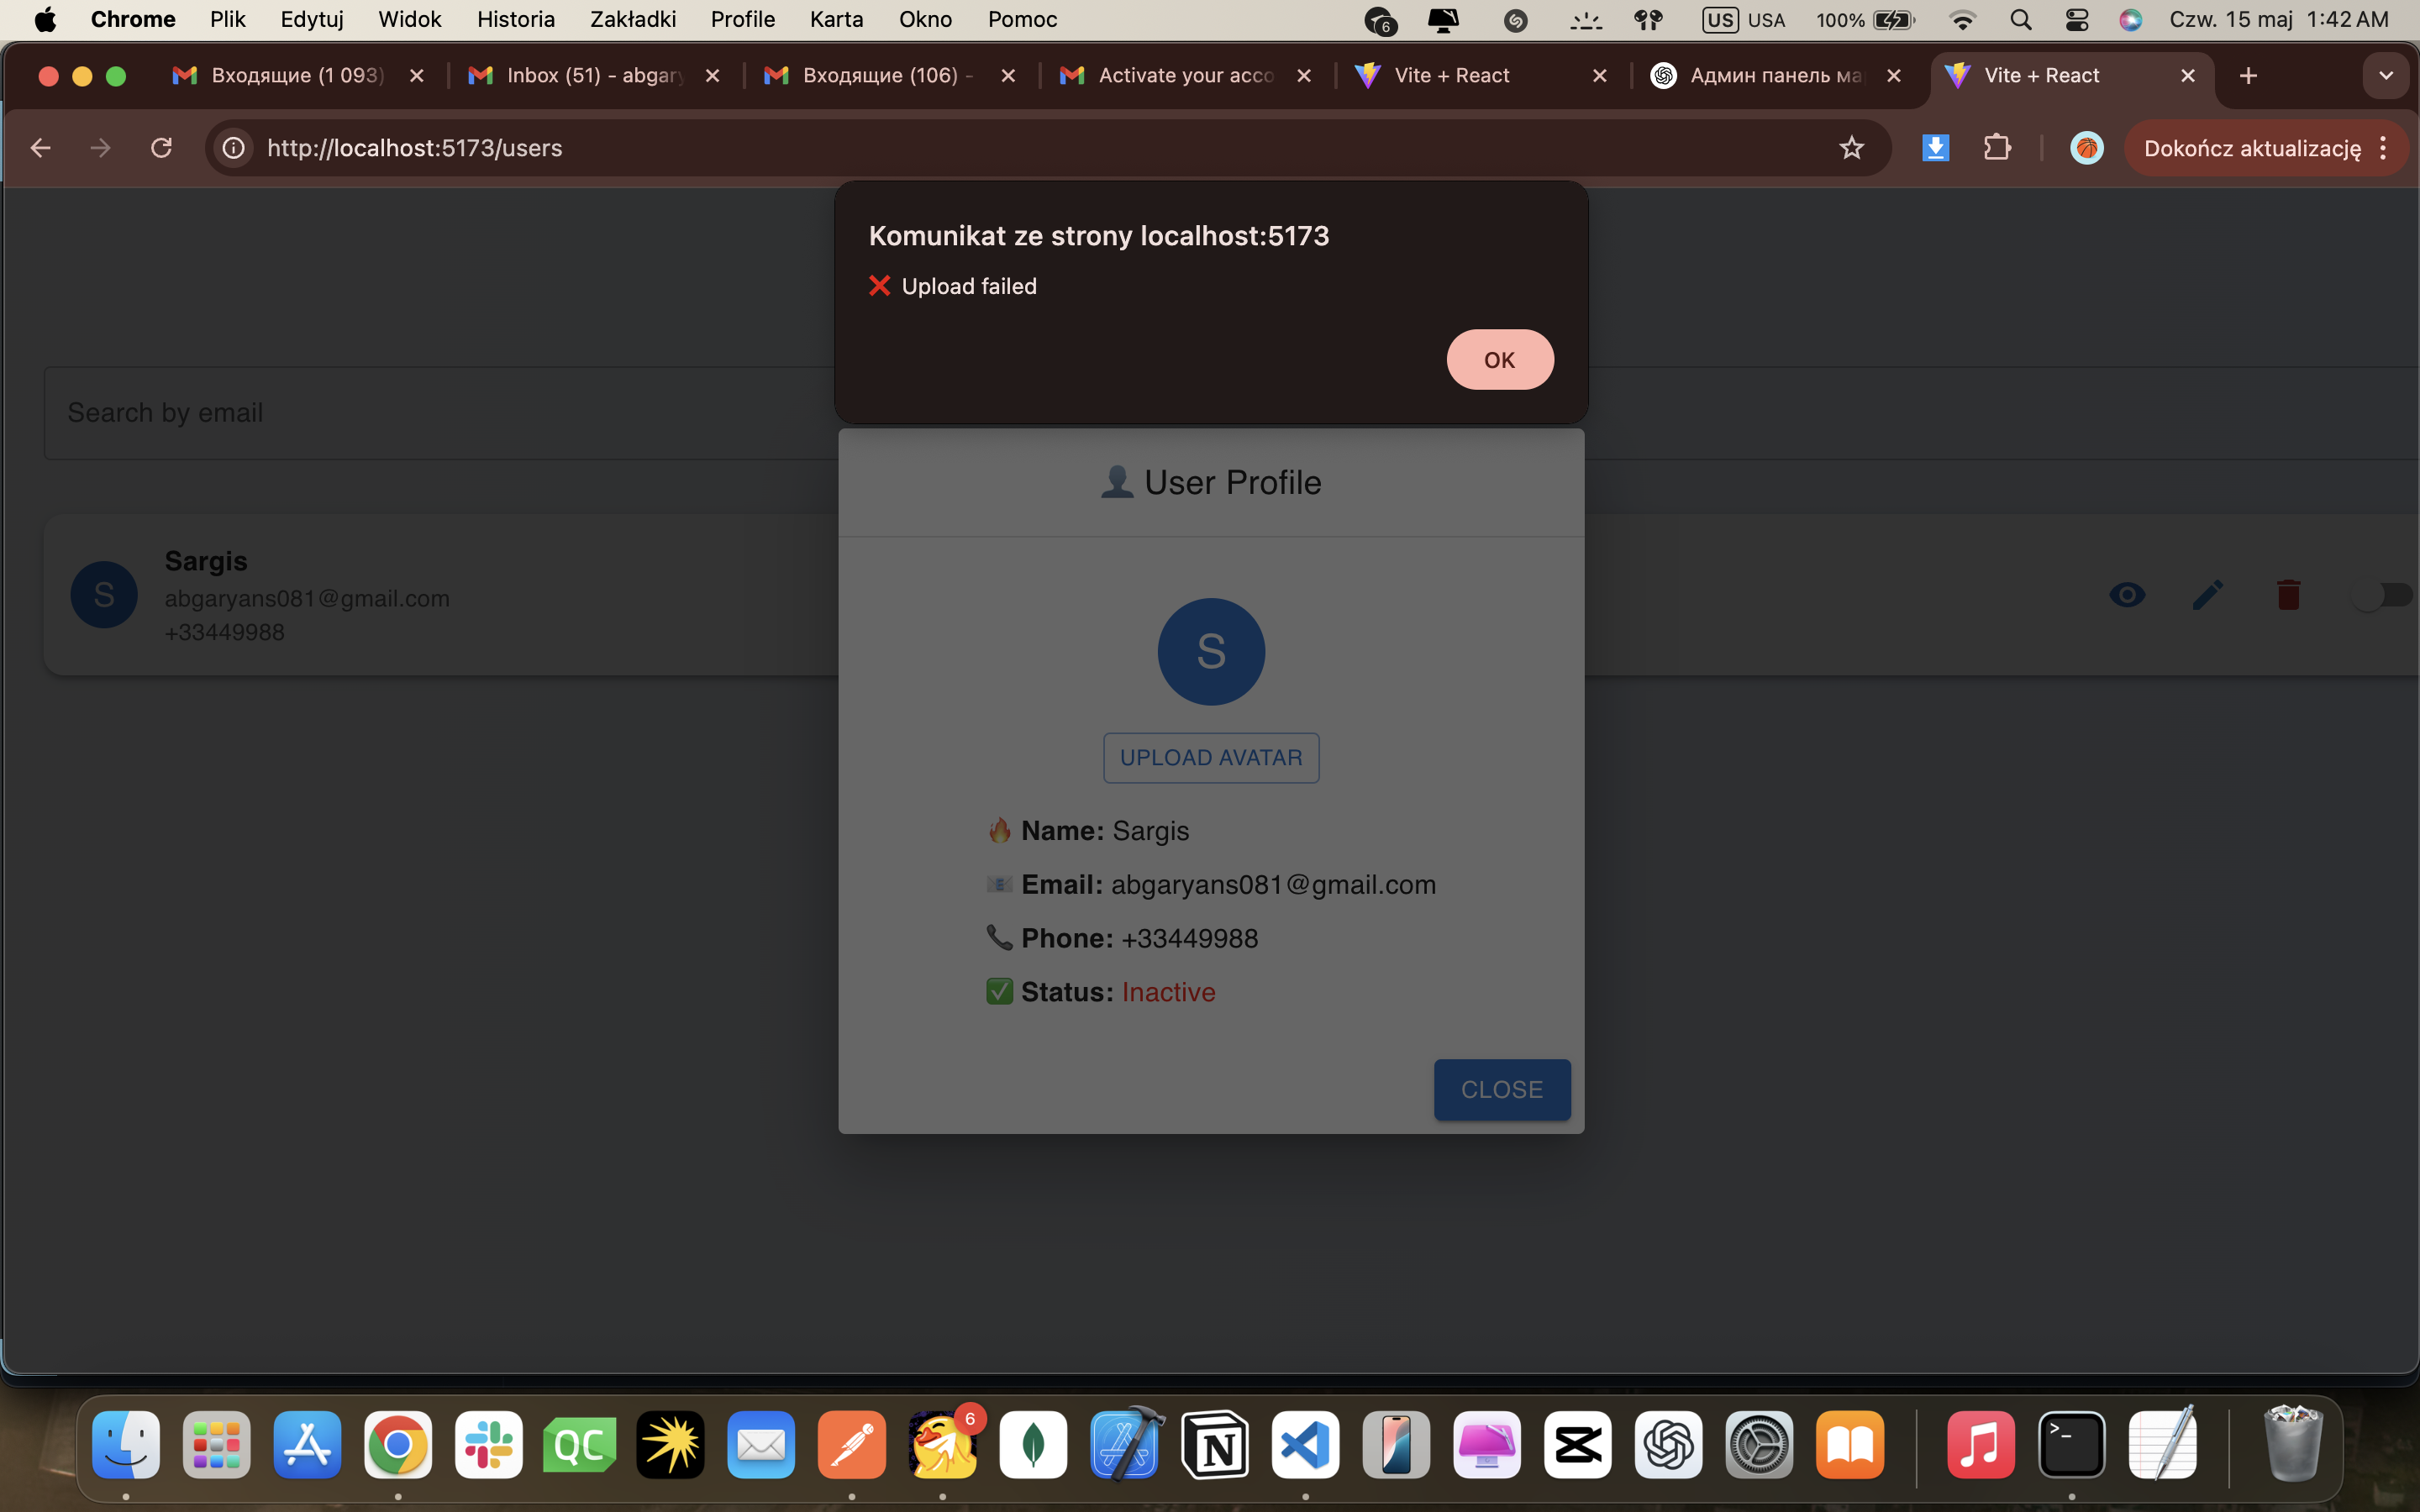 Chrome Plik Edytuj Widok Historia Zakładki Profile Karta Okno Pomoc 6 US USA 100% Czw. 15 maj 1:42 AM
Входящие (1 093) Inbox (51) - abgary Входящие (106) - Activate your acco Vite + React Админ панель ма Vite + React
http://localhost:5173/users Dokończ aktualizację
Komunikat ze strony localhost:5173
❌ Upload failed
OK
Search by email
👤 User Profile
S
Sargis
abgaryans081@gmail.com
+33449988
S
UPLOAD AVATAR
🔥 Name: Sargis
📧 Email: abgaryans081@gmail.com
📞 Phone: +33449988
✅ Status: Inactive
CLOSE
QC 6 N >_